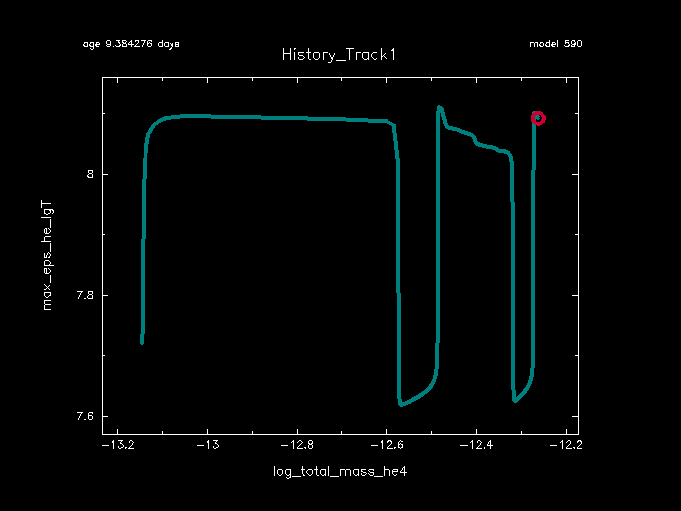 age 9.384276 days
model 590
History_Track1
max_eps_he_lgT
8
7.8
7.6
-13.2
-13
-12.8
-12.6
-12.4
-12.2
log_total_mass_he4